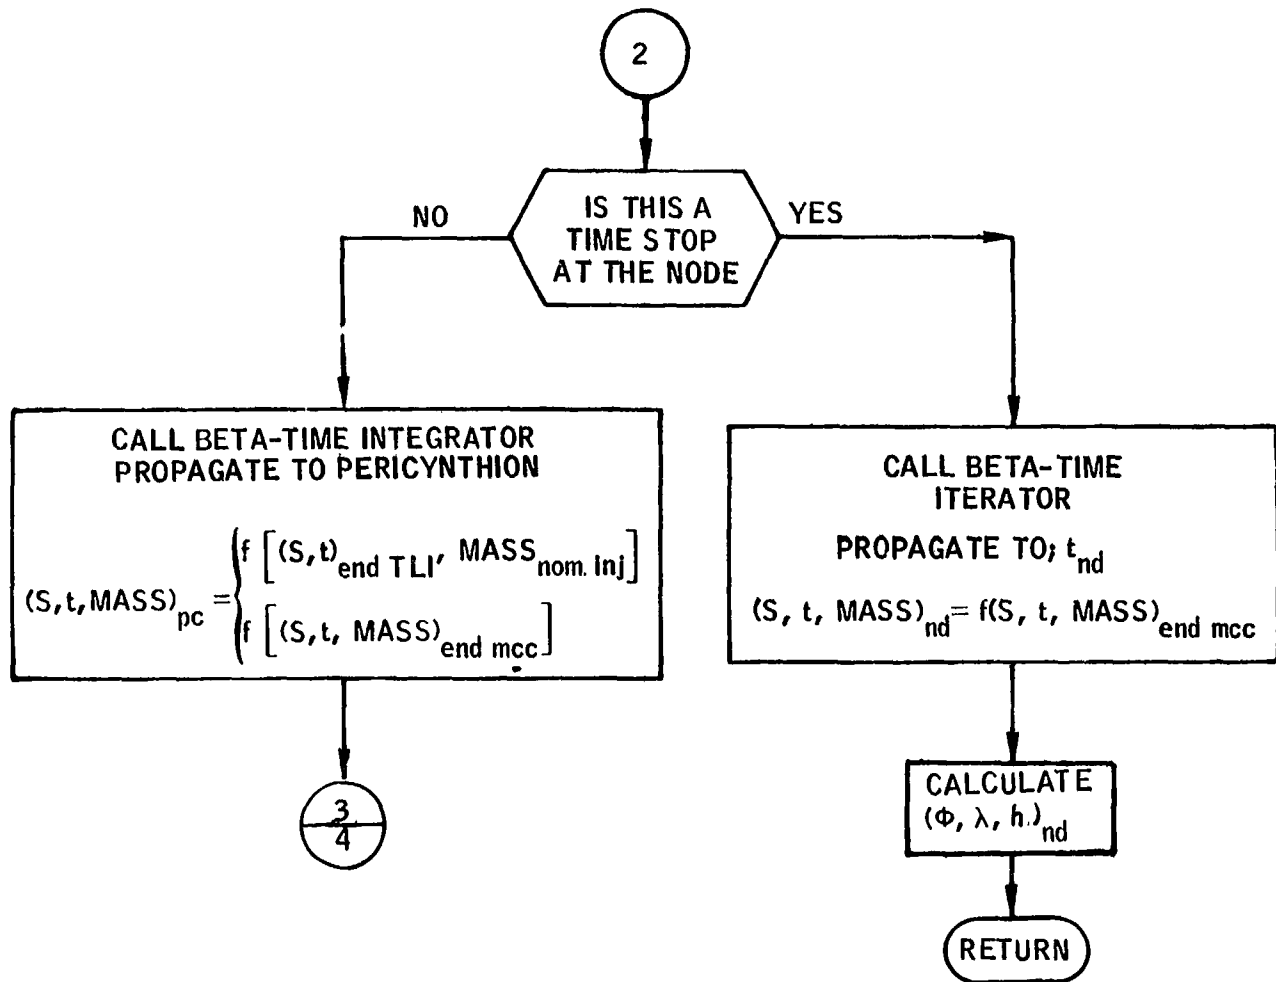 2
IS THIS A
TIME STOP
AT THE NODE
NO
YES
CALL BETA-TIME INTEGRATOR
PROPAGATE TO PERICYNTHION
(S,t,MASS)pc = { f [(S,t)end TLI, MASSnom. inj]
f [(S,t, MASS)end mcc]
3
4
CALL BETA-TIME
ITERATOR
PROPAGATE TO; tnd
(S, t, MASS)nd = f(S, t, MASS)end mcc
CALCULATE
(Φ, λ, h.)nd
RETURN